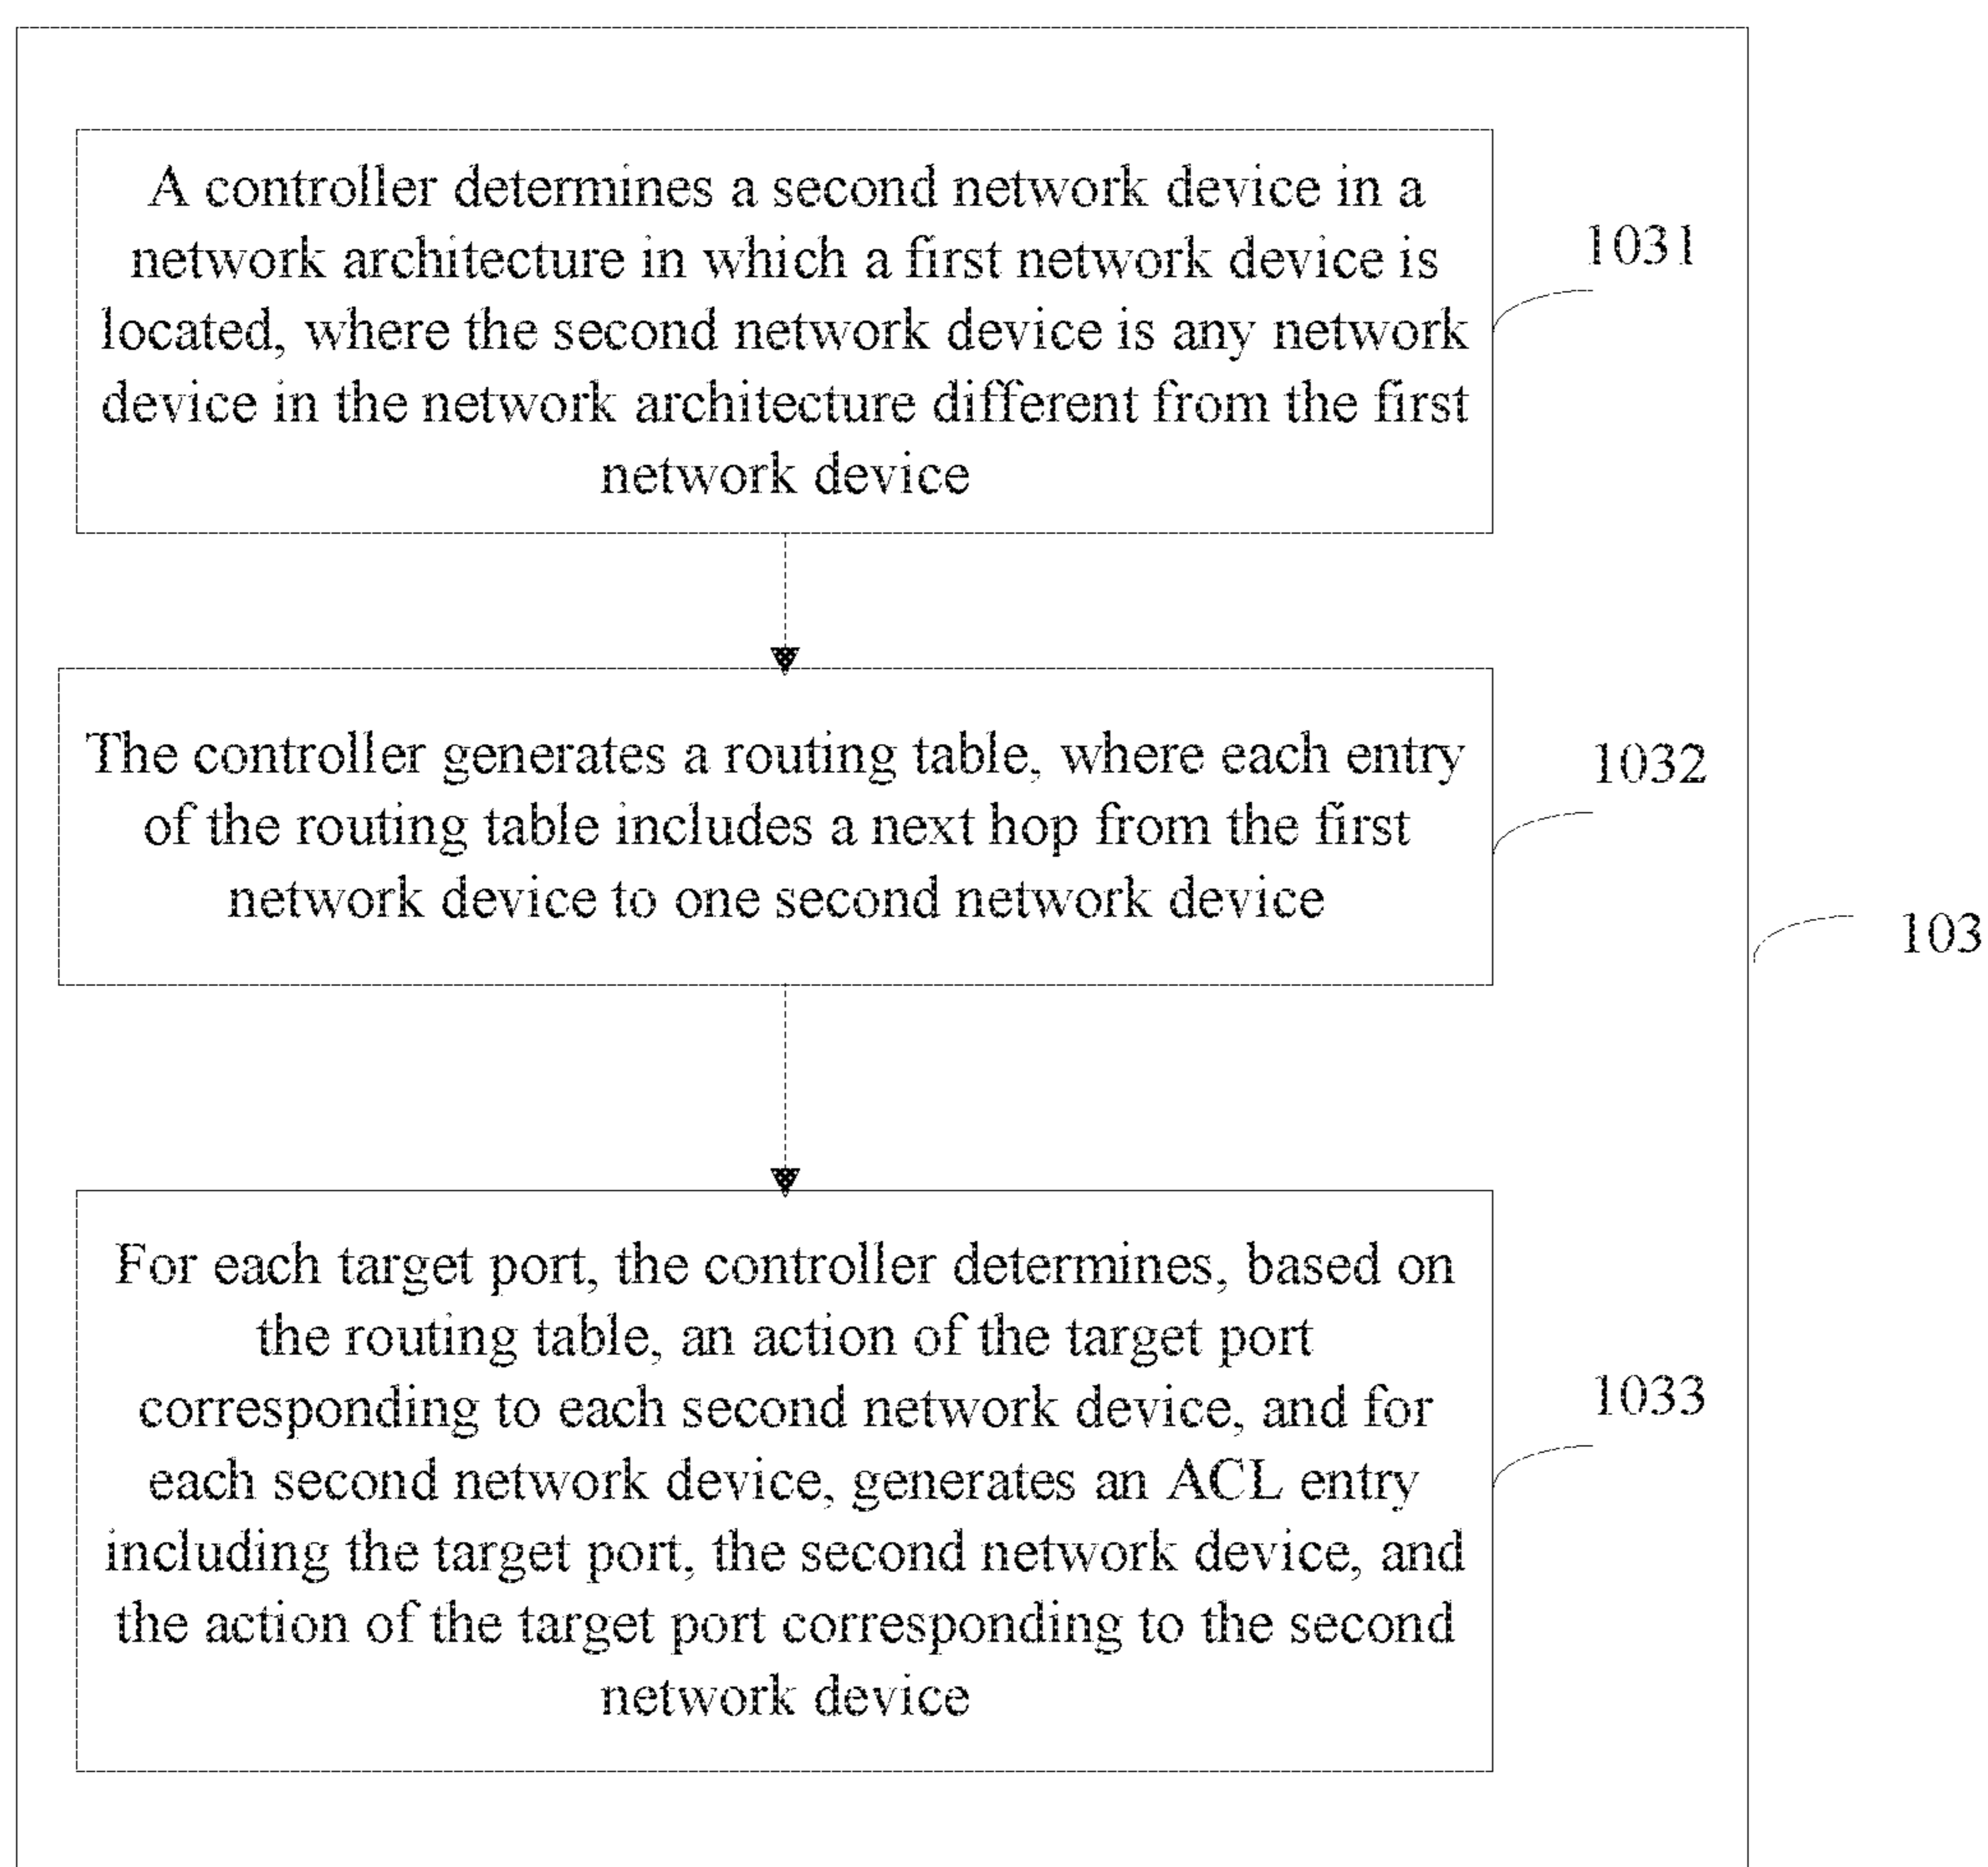 A controller determines a second network device in a
network architecture in which a first network device is
located, where the second network device is any network
device in the network architecture different from the first
network device
1031
The controller generates a routing table, where each entry
of the routing table includes a next hop from the first
network device to one second network device
1032
103
For each target port, the controller determines, based on
the routing table, an action of the target port
corresponding to each second network device, and for
each second network device, generates an ACL entry
including the target port, the second network device, and
the action of the target port corresponding to the second
network device
1033